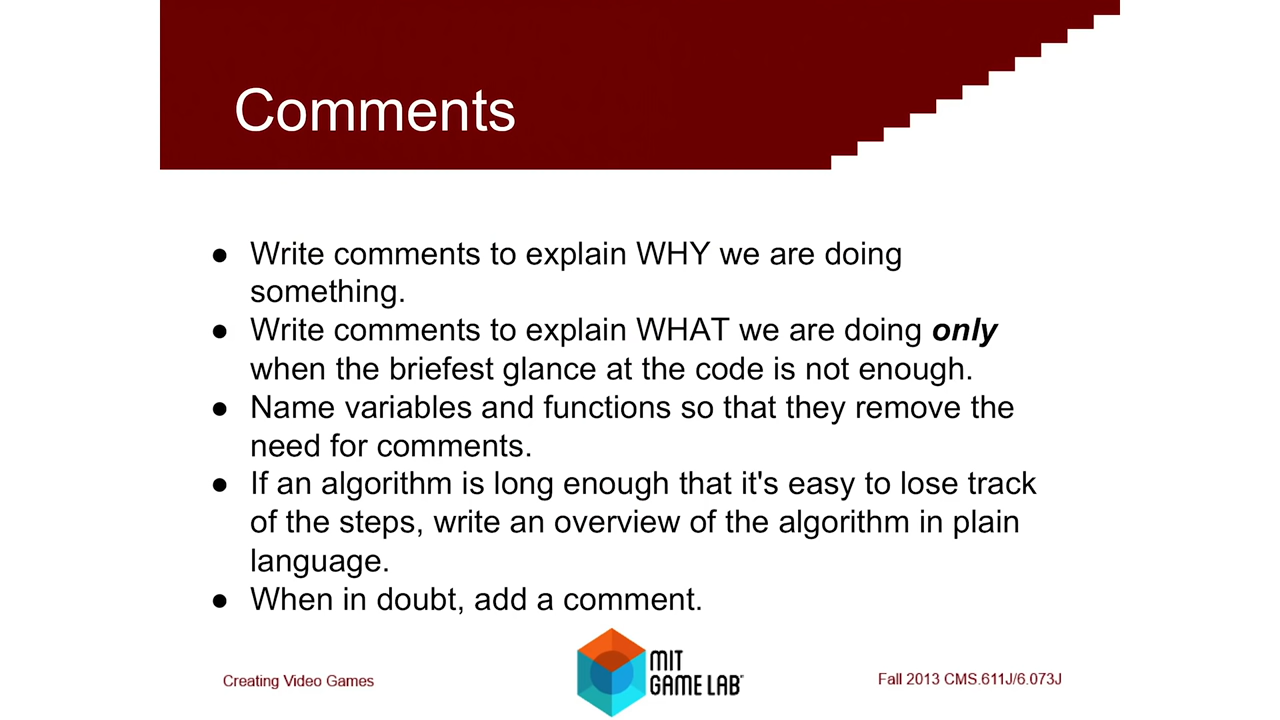 Comments
● Write comments to explain WHY we are doing
something.
● Write comments to explain WHAT we are doing only
when the briefest glance at the code is not enough.
● Name variables and functions so that they remove the
need for comments.
● If an algorithm is long enough that it's easy to lose track
of the steps, write an overview of the algorithm in plain
language.
● When in doubt, add a comment.
Creating Video Games
MIT
GAME LAB
Fall 2013 CMS.611J/6.073J